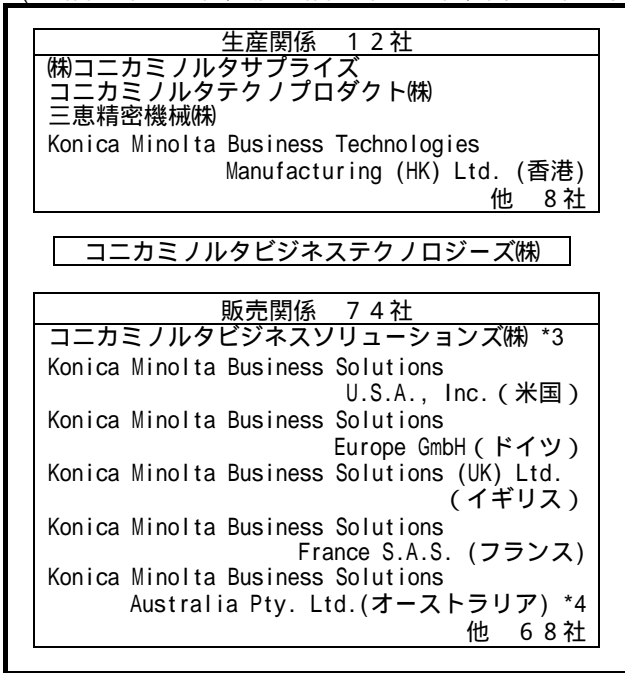 生産関係　１２社
㈱コニカミノルタサプライズ
コニカミノルタテクノプロダクト㈱
三恵精密機械㈱
Konica Minolta Business Technologies
Manufacturing (HK) Ltd. (香港)
他　８社
コニカミノルタビジネステクノロジーズ㈱
販売関係　７４社
コニカミノルタビジネスソリューションズ㈱ *3
Konica Minolta Business Solutions
U.S.A., Inc.（米国）
Konica Minolta Business Solutions
Europe GmbH（ドイツ）
Konica Minolta Business Solutions (UK) Ltd.
（イギリス）
Konica Minolta Business Solutions
France S.A.S. (フランス)
Konica Minolta Business Solutions
Australia Pty. Ltd.(オーストラリア) *4
他　６８社